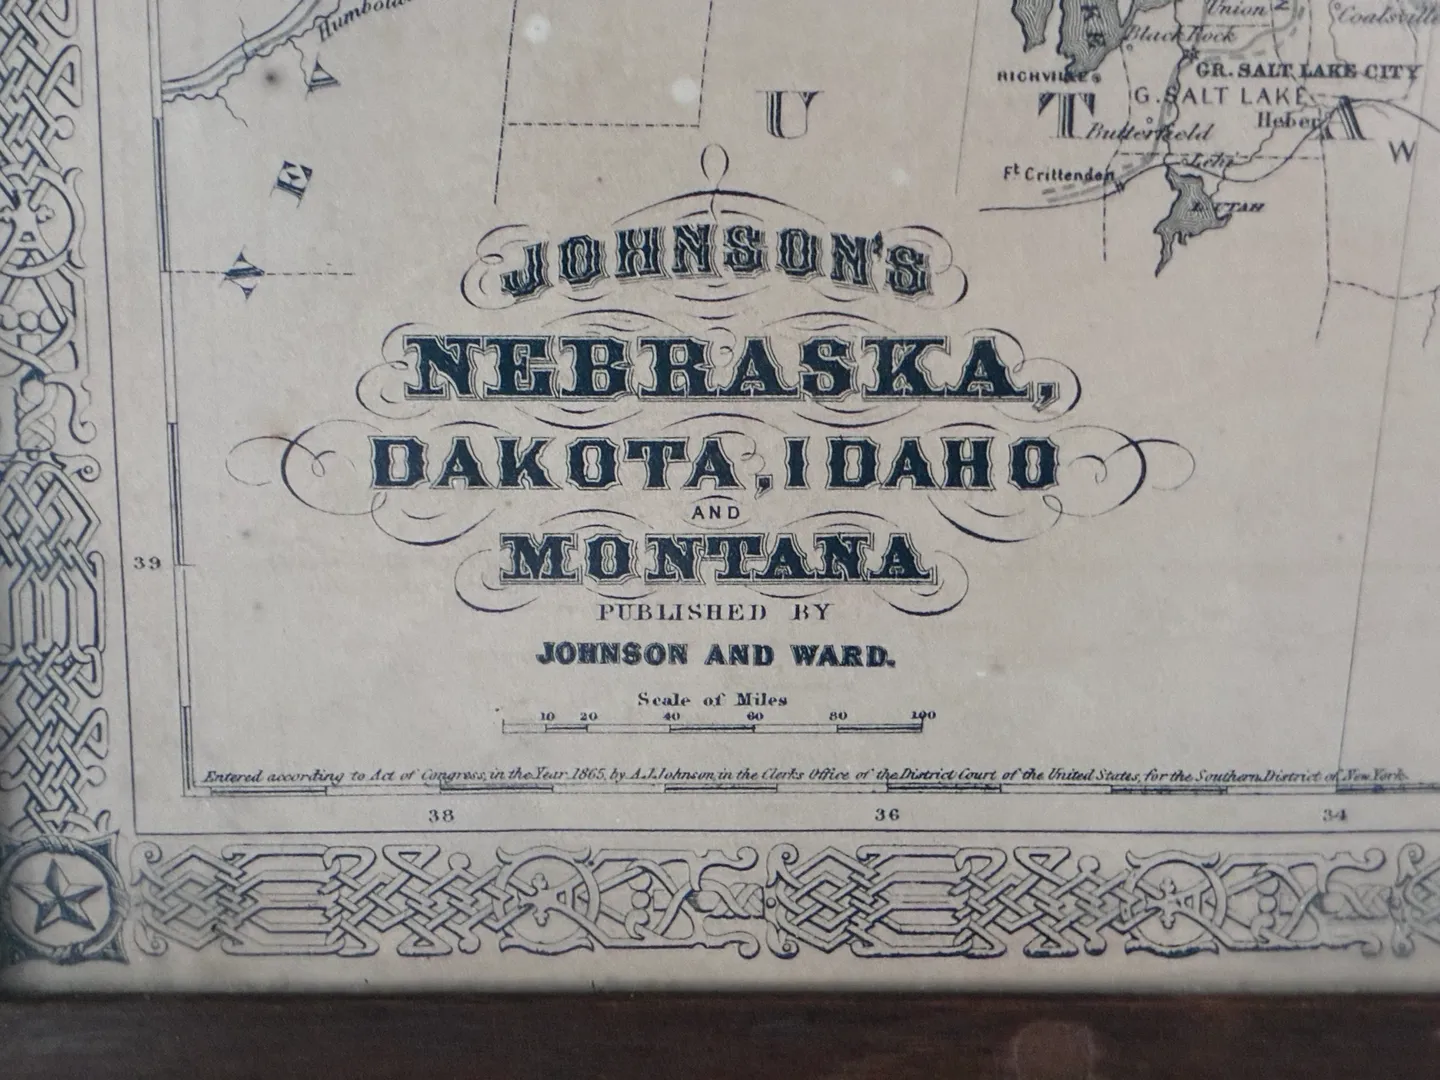 Humboldt
Union
Coalsville
Black Rock
RICHVILLE
GR. SALT LAKE CITY
G. SALT LAKE
Heber
U T A
W
Butterfield
Lehi
Ft Crittenden
L. UTAH
N E V
JOHNSON'S
NEBRASKA,
DAKOTA, IDAHO
AND
MONTANA
PUBLISHED BY
JOHNSON AND WARD.
Scale of Miles
10 20 40 60 80 100
39
Entered according to Act of Congress, in the Year 1865, by A.J. Johnson, in the Clerks Office of the District Court of the United States, for the Southern District of New York.
38 36 34